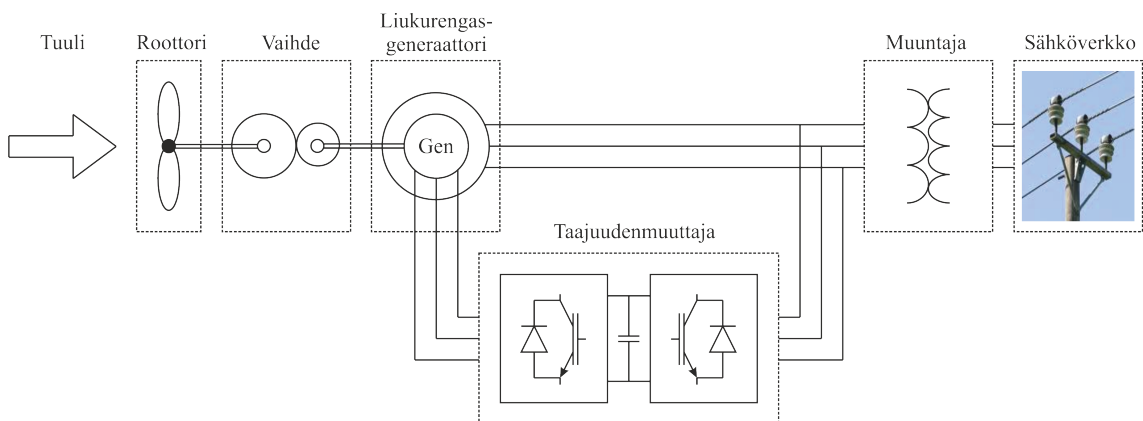 Tuuli
Roottori
Vaihde
Liukurengas-
generaattori
Muuntaja
Sähköverkko
Gen
Taajuudenmuuttaja